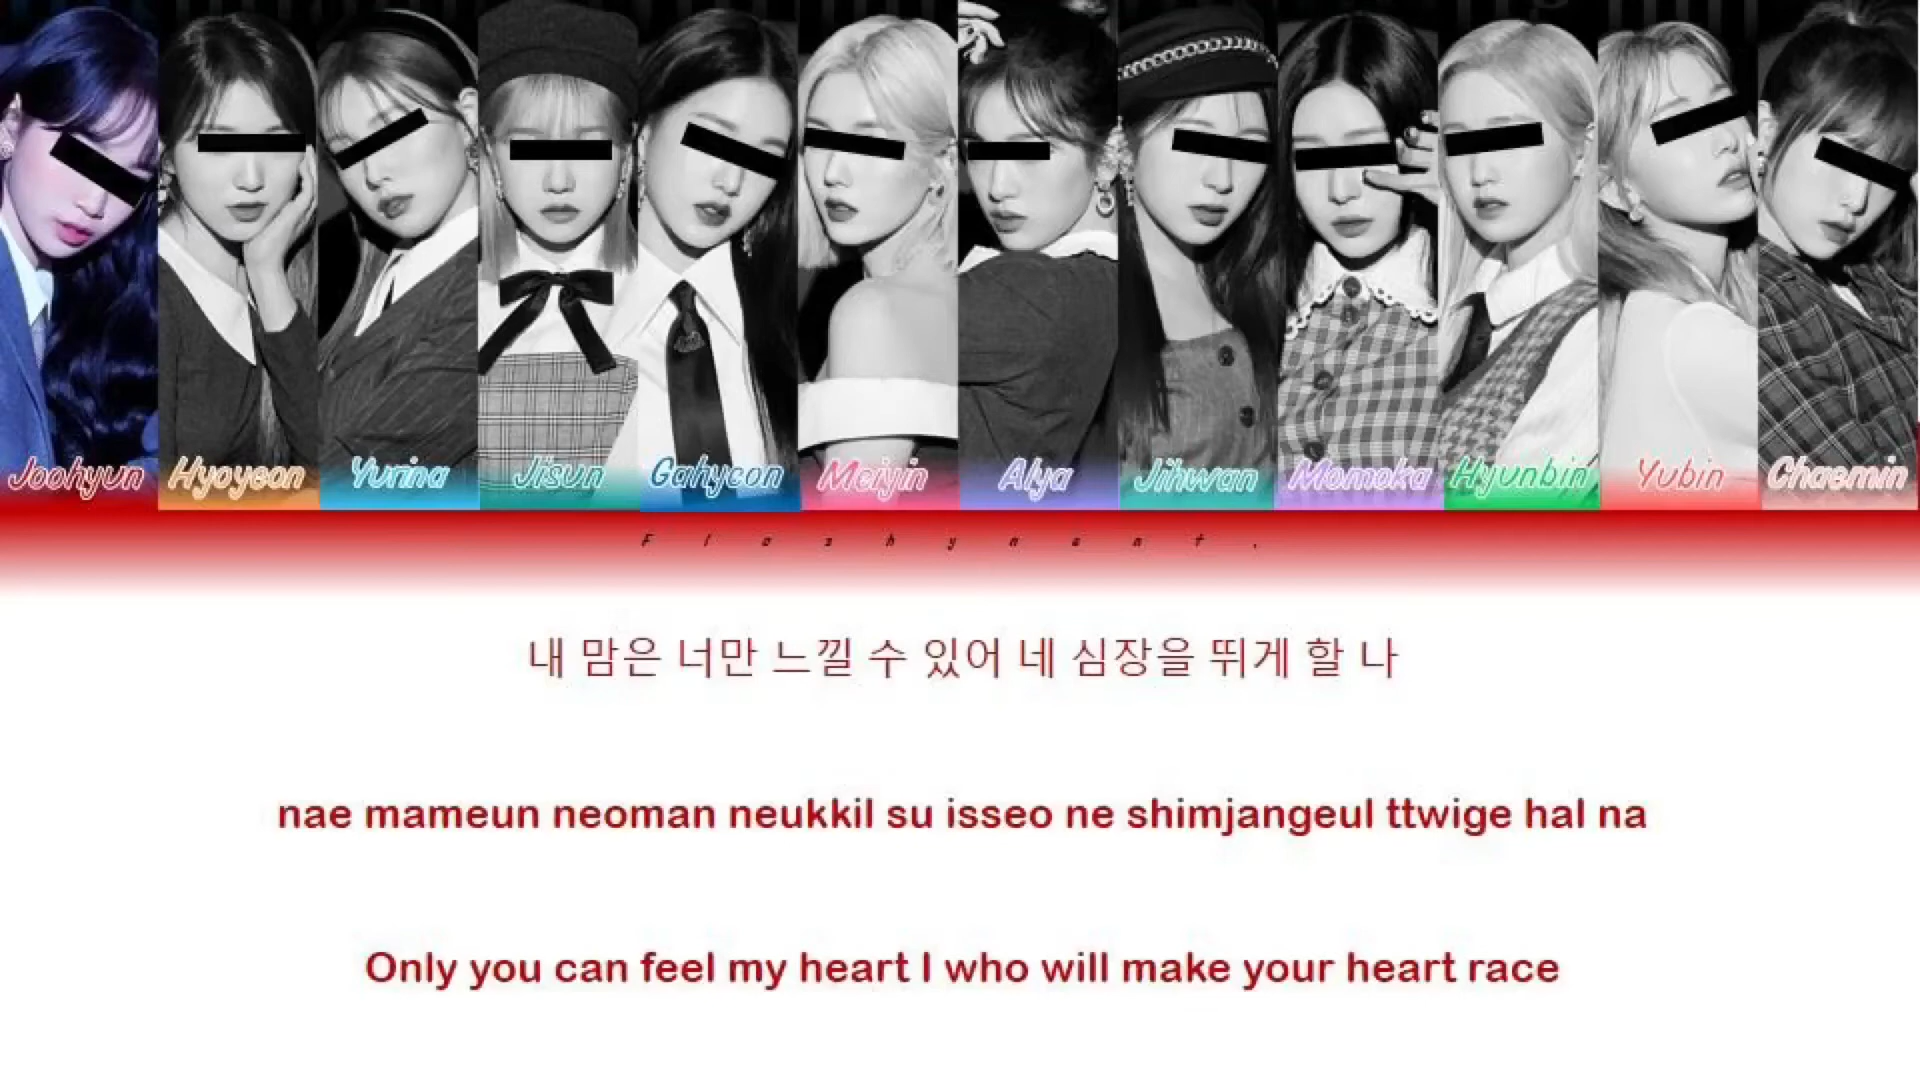 Joohyun Hyoyeon Yurina Jisun Gahyeon Meiyin Alya Jihwan Momoka Hyunbin Yubin Chaemin
내 맘은 너만 느낄 수 있어 네 심장을 뛰게 할 나
nae mameun neoman neukkil su isseo ne shimjangeul ttwige hal na
Only you can feel my heart I who will make your heart race